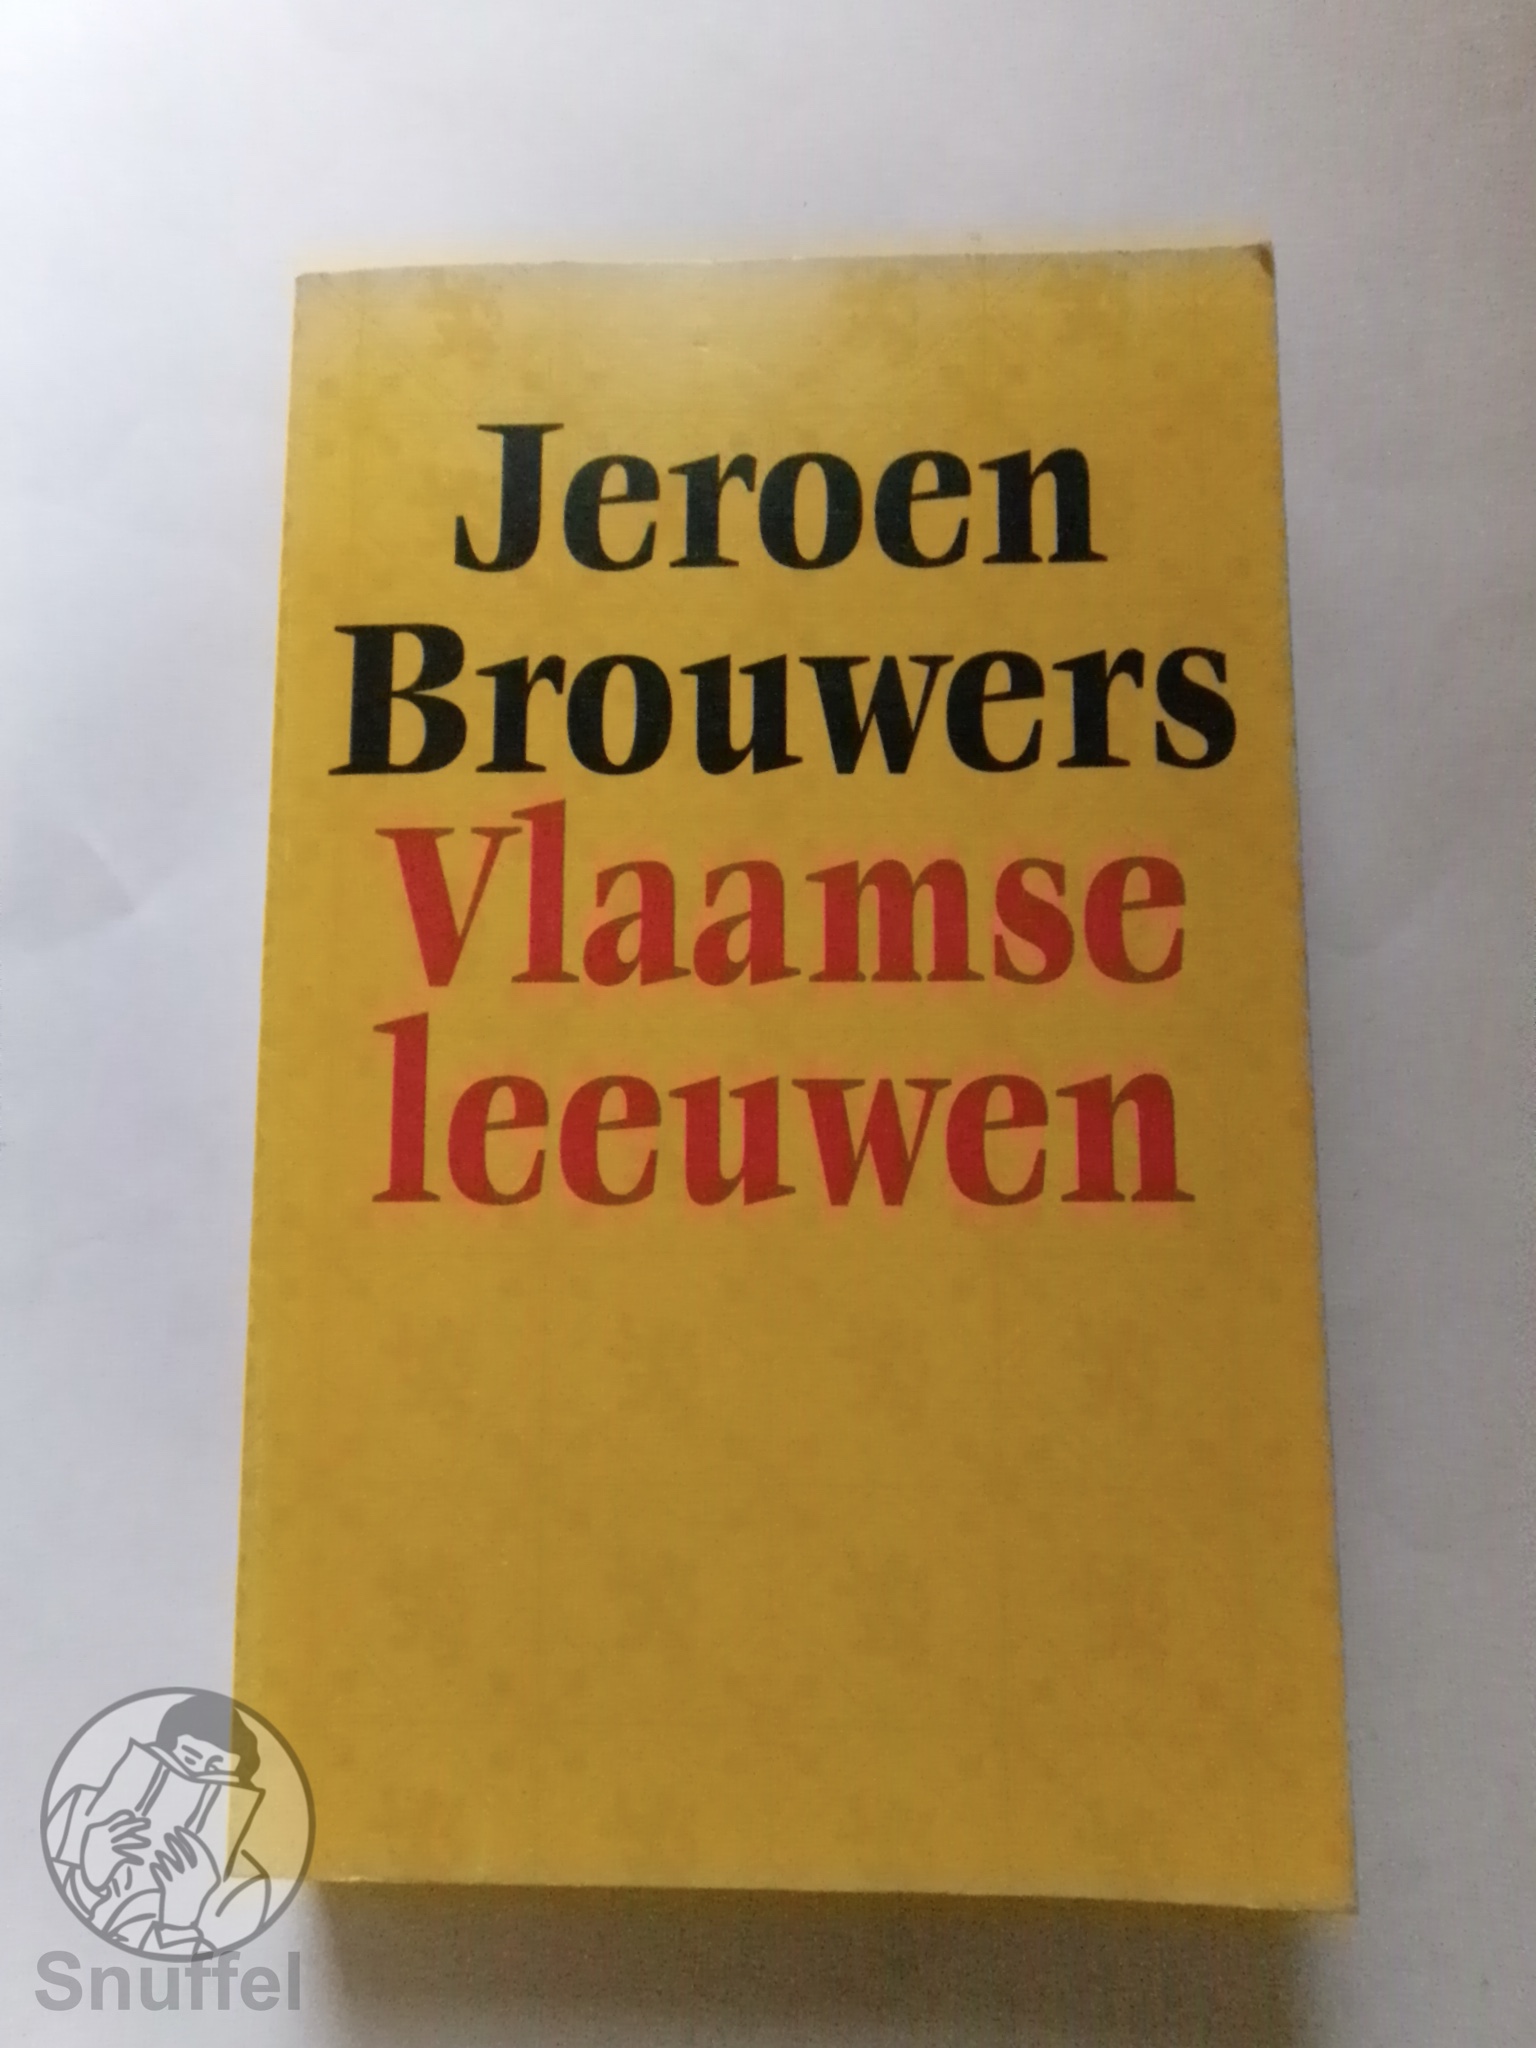 Jeroen
Brouwers
Vlaamse
leeuwen
Snuffel